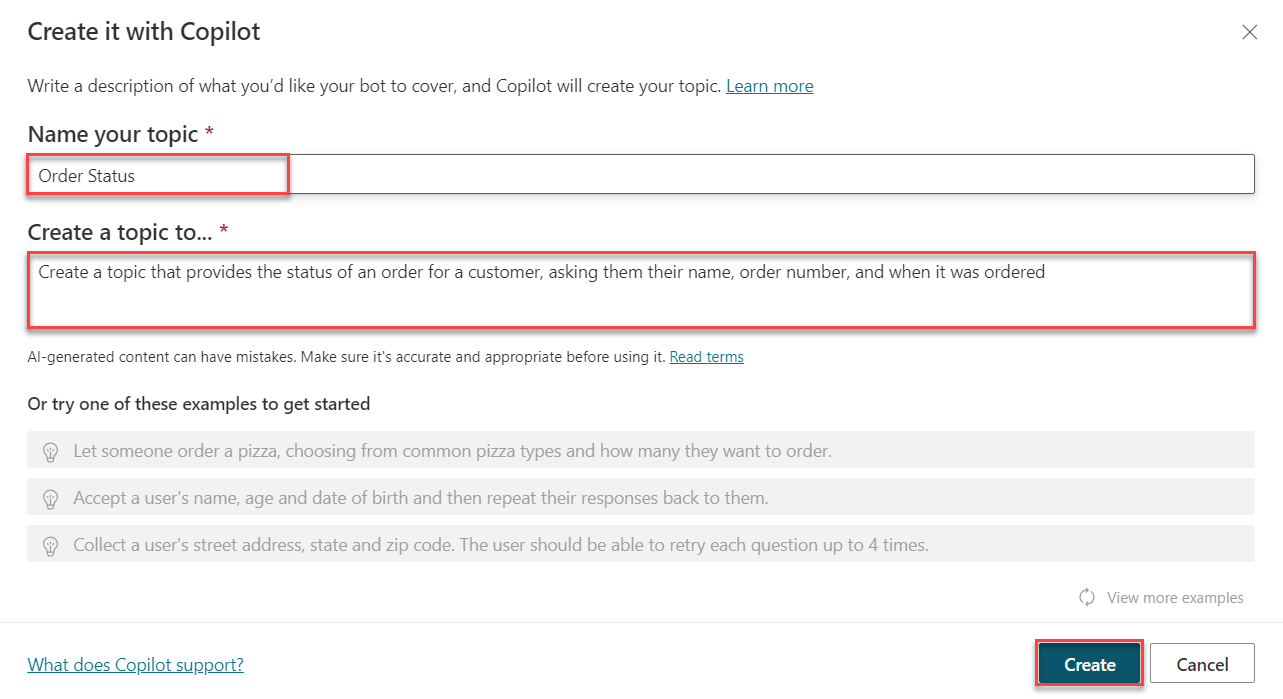 Create it with Copilot
Write a description of what you’d like your bot to cover, and Copilot will create your topic. Learn more
Name your topic *
Order Status
Create a topic to... *
Create a topic that provides the status of an order for a customer, asking them their name, order number, and when it was ordered
AI-generated content can have mistakes. Make sure it's accurate and appropriate before using it. Read terms
Or try one of these examples to get started
Let someone order a pizza, choosing from common pizza types and how many they want to order.
Accept a user's name, age and date of birth and then repeat their responses back to them.
Collect a user's street address, state and zip code. The user should be able to retry each question up to 4 times.
View more examples
What does Copilot support?
Create
Cancel